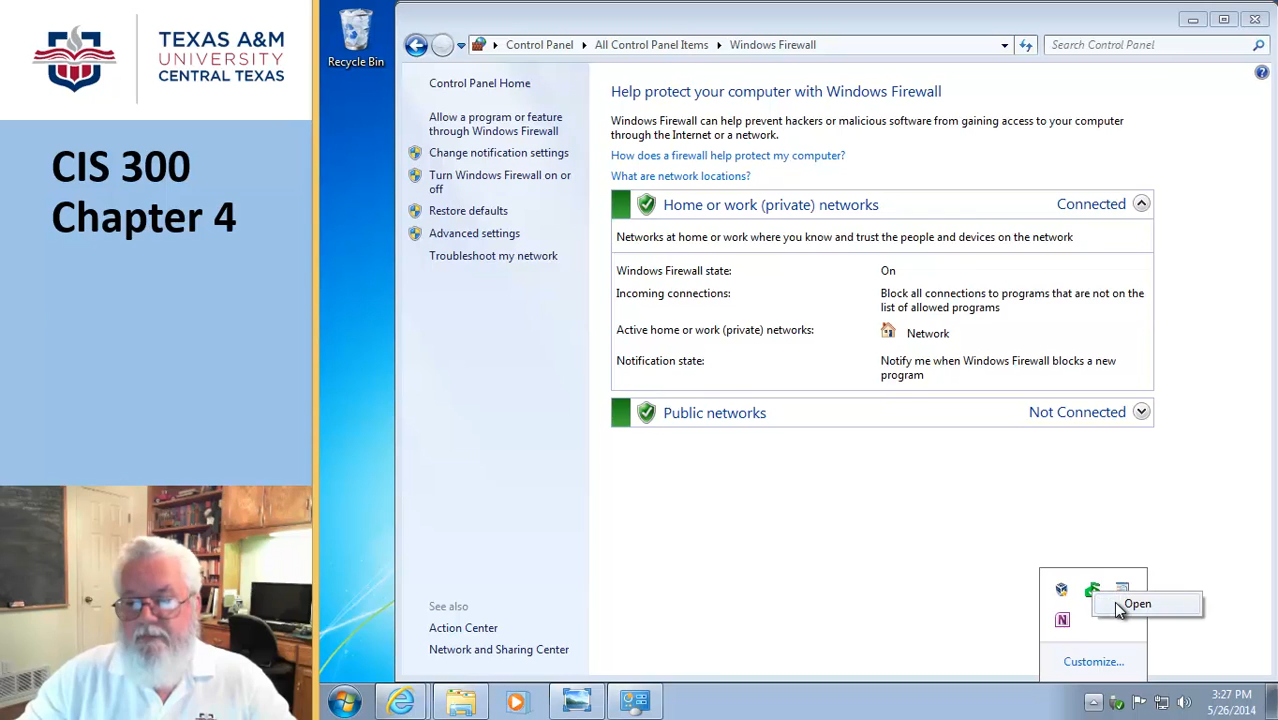 TEXAS A&M
UNIVERSITY
CENTRAL TEXAS
CIS 300
Chapter 4
Recycle Bin
Control Panel
All Control Panel Items
Windows Firewall
Search Control Panel
Control Panel Home
Allow a program or feature
through Windows Firewall
Change notification settings
Turn Windows Firewall on or
off
Restore defaults
Advanced settings
Troubleshoot my network
Help protect your computer with Windows Firewall
Windows Firewall can help prevent hackers or malicious software from gaining access to your computer
through the Internet or a network.
How does a firewall help protect my computer?
What are network locations?
Home or work (private) networks Connected
Networks at home or work where you know and trust the people and devices on the network
Windows Firewall state: On
Incoming connections: Block all connections to programs that are not on the
list of allowed programs
Active home or work (private) networks: Network
Notification state: Notify me when Windows Firewall blocks a new
program
Public networks Not Connected
See also
Action Center
Network and Sharing Center
Open
N
Customize...
3:27 PM
5/26/2014